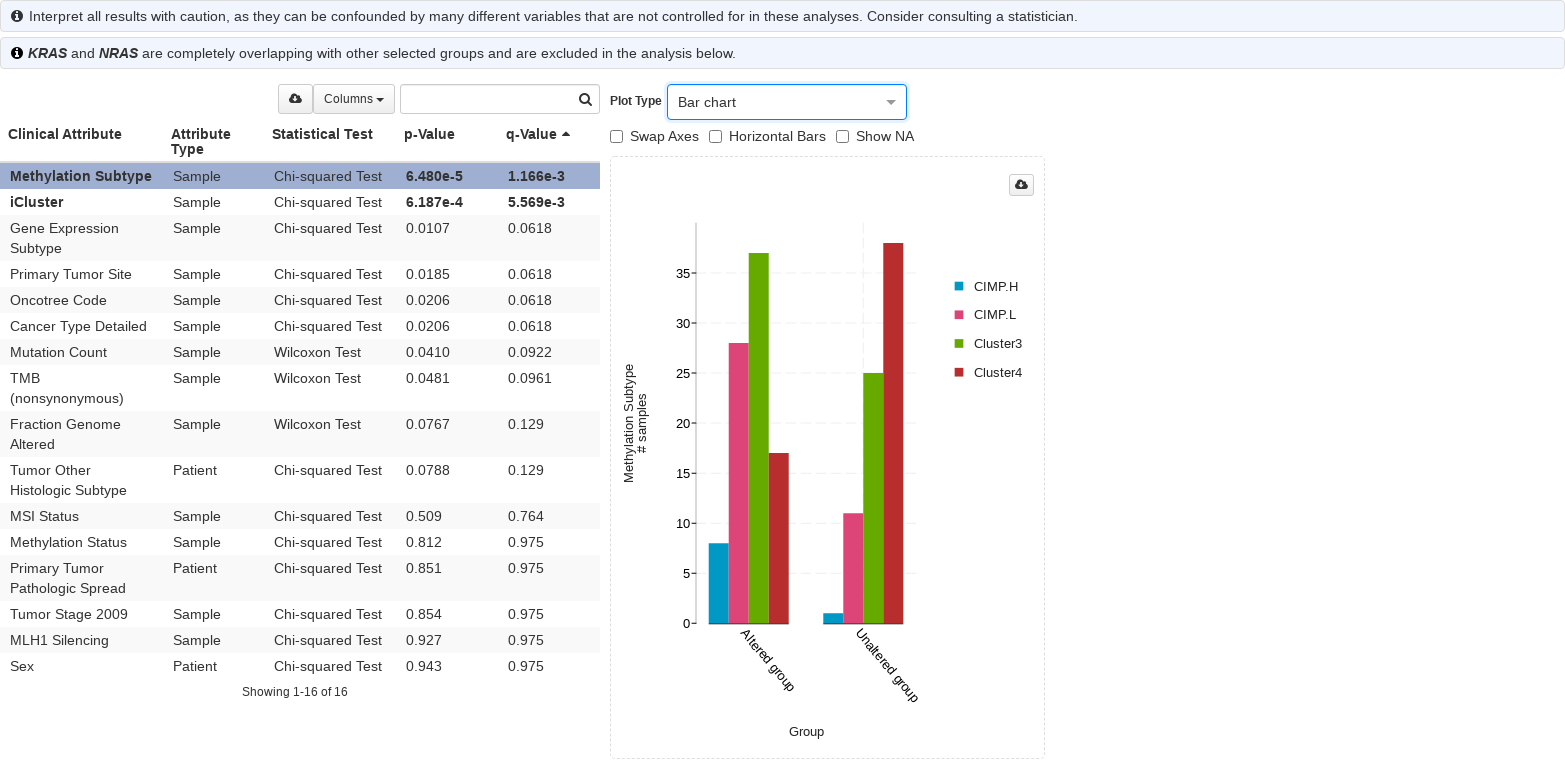 Interpret all results with caution, as they can be confounded by many different variables that are not controlled for in these analyses. Consider consulting a statistician.
KRAS and NRAS are completely overlapping with other selected groups and are excluded in the analysis below.
Columns
Clinical Attribute Attribute Type Statistical Test p-Value q-Value
Methylation Subtype Sample Chi-squared Test 6.480e-5 1.166e-3
iCluster Sample Chi-squared Test 6.187e-4 5.569e-3
Gene Expression Subtype Sample Chi-squared Test 0.0107 0.0618
Primary Tumor Site Sample Chi-squared Test 0.0185 0.0618
Oncotree Code Sample Chi-squared Test 0.0206 0.0618
Cancer Type Detailed Sample Chi-squared Test 0.0206 0.0618
Mutation Count Sample Wilcoxon Test 0.0410 0.0922
TMB (nonsynonymous) Sample Wilcoxon Test 0.0481 0.0961
Fraction Genome Altered Sample Wilcoxon Test 0.0767 0.129
Tumor Other Histologic Subtype Patient Chi-squared Test 0.0788 0.129
MSI Status Sample Chi-squared Test 0.509 0.764
Methylation Status Sample Chi-squared Test 0.812 0.975
Primary Tumor Pathologic Spread Patient Chi-squared Test 0.851 0.975
Tumor Stage 2009 Sample Chi-squared Test 0.854 0.975
MLH1 Silencing Sample Chi-squared Test 0.927 0.975
Sex Patient Chi-squared Test 0.943 0.975
Showing 1-16 of 16
Plot Type Bar chart
Swap Axes Horizontal Bars Show NA
Methylation Subtype
# samples
35
30
25
20
15
10
5
0
Altered group
Unaltered group
Group
CIMP.H
CIMP.L
Cluster3
Cluster4